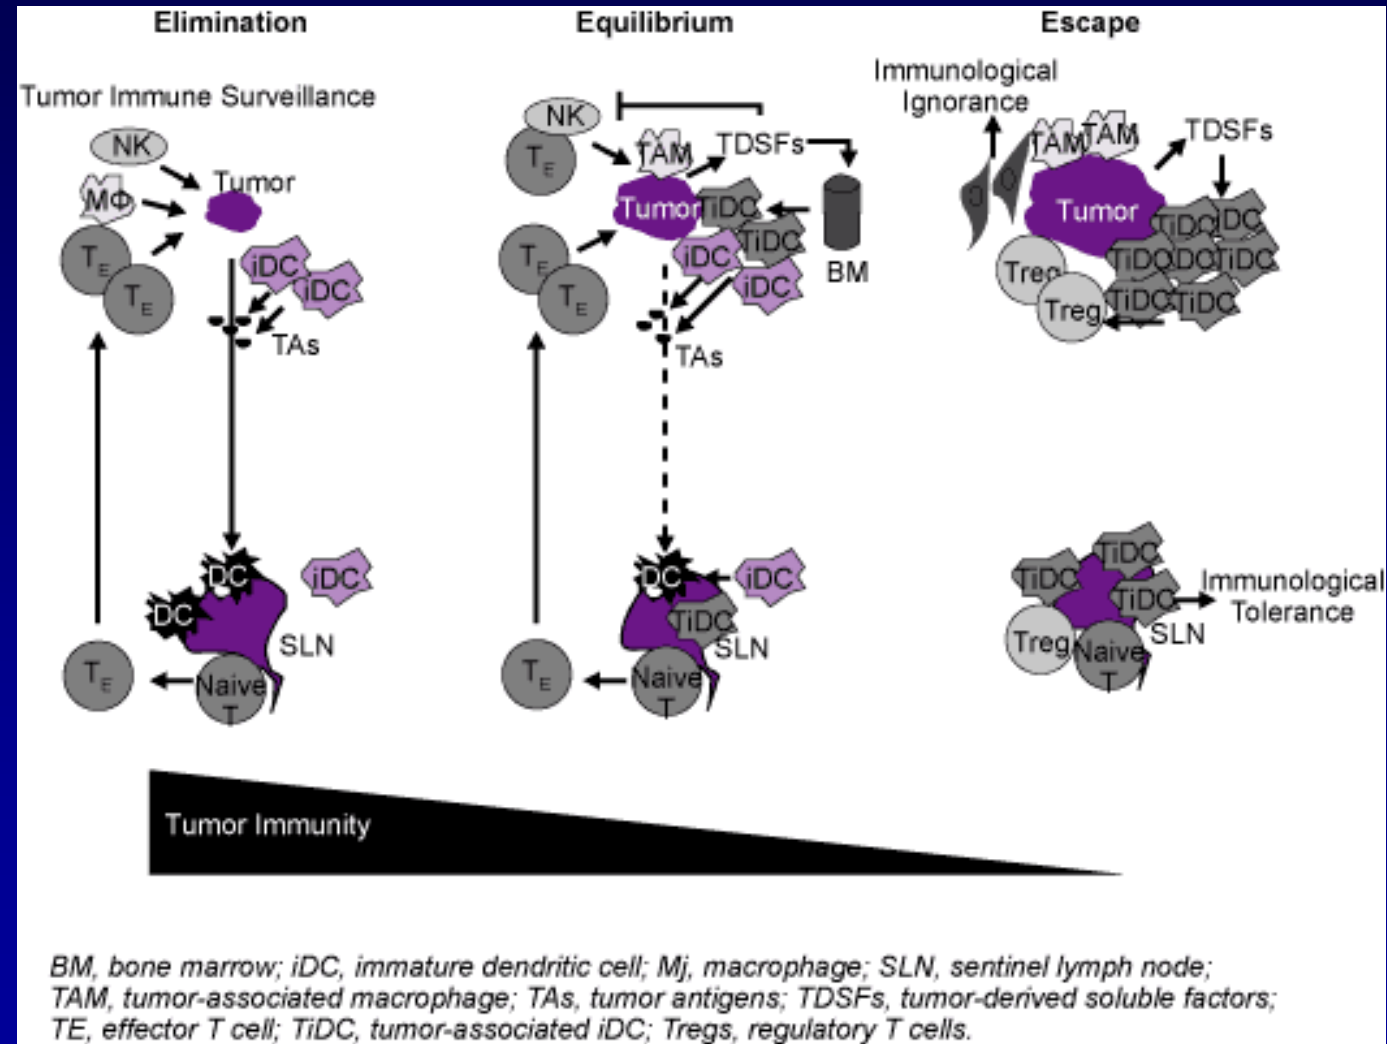 Elimination
Equilibrium
Escape
Tumor Immune Surveillance
NK
MΦ
TE
TE
Tumor
iDC
iDC
TAs
DC
DC
iDC
SLN
TE
Naive
T
NK
TE
TAM
TDSFs
Tumor
TiDC
TiDC
iDC
iDC
BM
TE
TE
TAs
DC
iDC
TiDC
SLN
TE
Naive
T
Immunological
Ignorance
TAM
TAM
TDSFs
Tumor
TiDC
iDC
Treg
Treg
TiDC
iDC
TiDC
TiDC
TiDC
TiDC
TiDC
TiDC
Immunological
Tolerance
SLN
Treg
Naive
T
Tumor Immunity
BM, bone marrow; iDC, immature dendritic cell; Mj, macrophage; SLN, sentinel lymph node;
TAM, tumor-associated macrophage; TAs, tumor antigens; TDSFs, tumor-derived soluble factors;
TE, effector T cell; TiDC, tumor-associated iDC; Tregs, regulatory T cells.